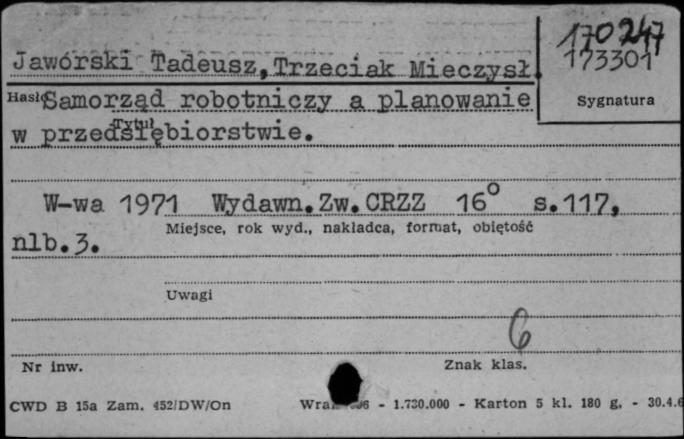 170247
173301
Sygnatura
Jawórski Tadeusz, Trzeciak Mieczysł.
Hasło
Samorząd robotniczy a planowanie
Tytuł
w przedsiębiorstwie.
W-wa 1971 Wydawn. Zw. CRZZ 16° s.117,
Miejsce, rok wyd., nakładca, format, objętość
nlb.3.
Uwagi
6
Nr inw.
Znak klas.
CWD B 15a Zam. 452/DW/On - 1.730.000 - Karton 5 kl. 180 g. - 30.4.6